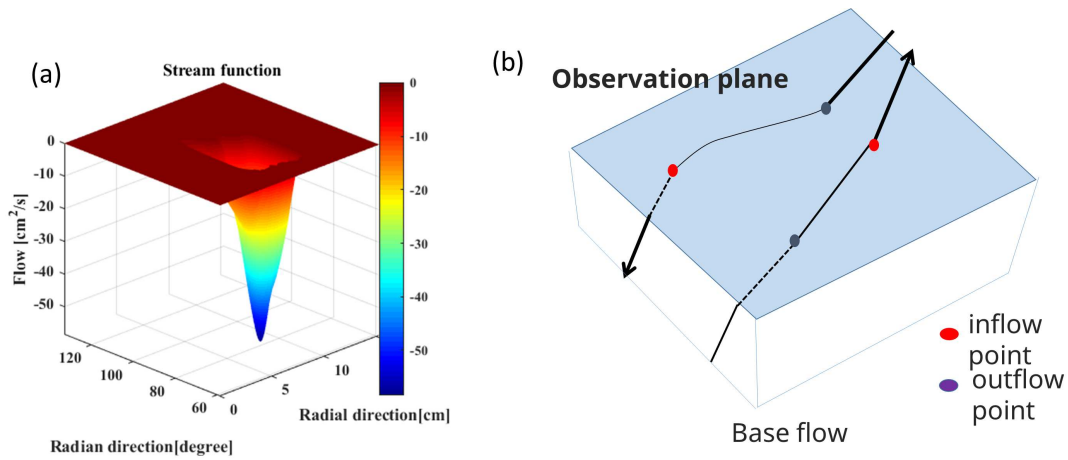 (a)
Stream function
0
-10
-20
-30
-40
-50
Flow [cm²/s]
120
100
80
60
Radian direction[degree]
0
5
10
Radial direction[cm]
0
-10
-20
-30
-40
-50
(b)
Observation plane
inflow
point
outflow
point
Base flow